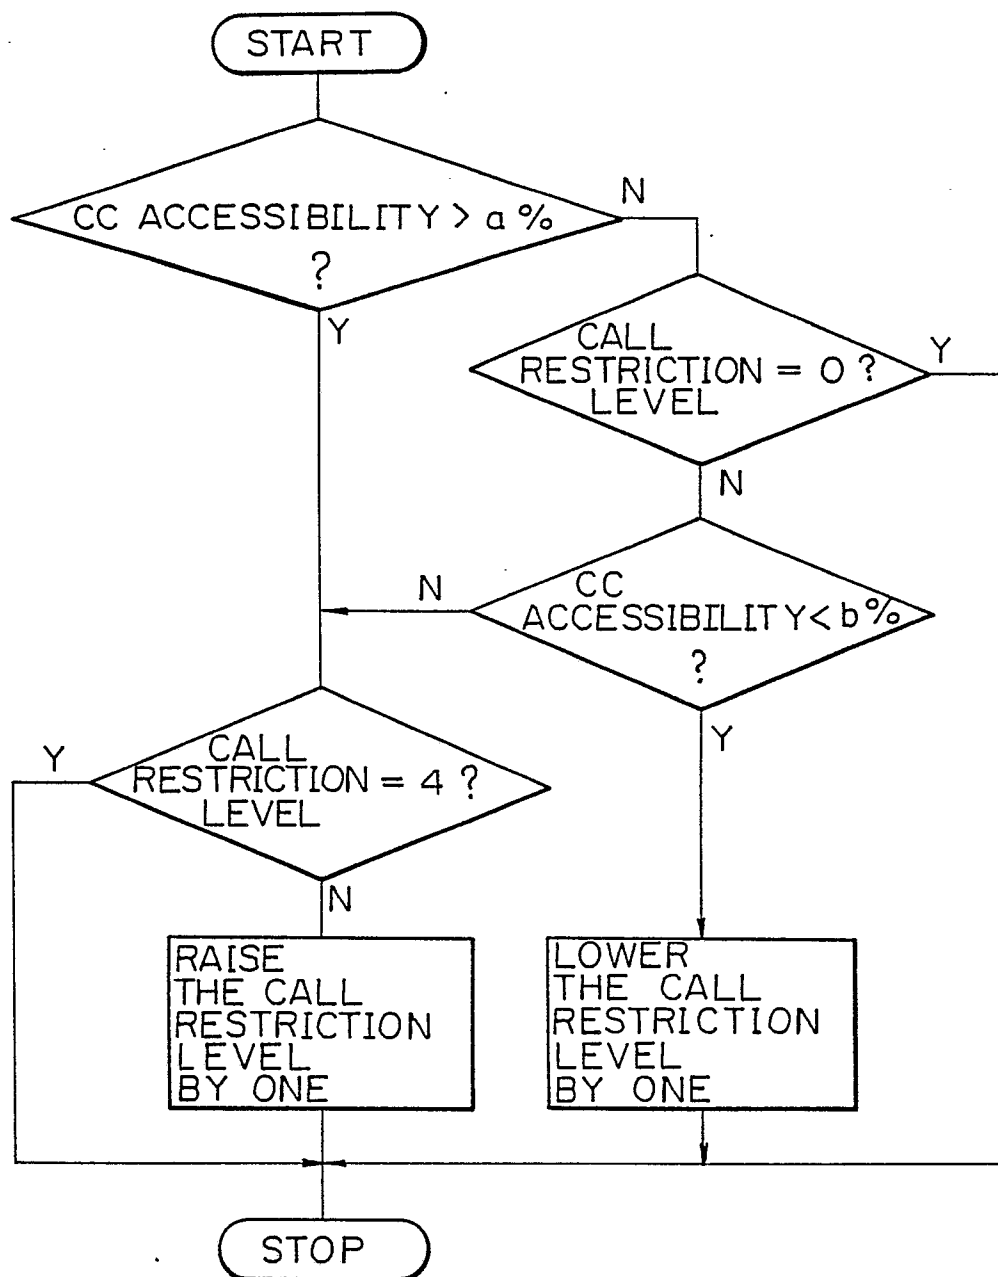 START
CC ACCESSIBILITY > a %
?
N
Y
CALL
RESTRICTION = 0 ?
LEVEL
Y
N
CC
ACCESSIBILITY < b%
?
N
Y
CALL
RESTRICTION = 4 ?
LEVEL
Y
N
RAISE
THE CALL
RESTRICTION
LEVEL
BY ONE
LOWER
THE CALL
RESTRICTION
LEVEL
BY ONE
STOP